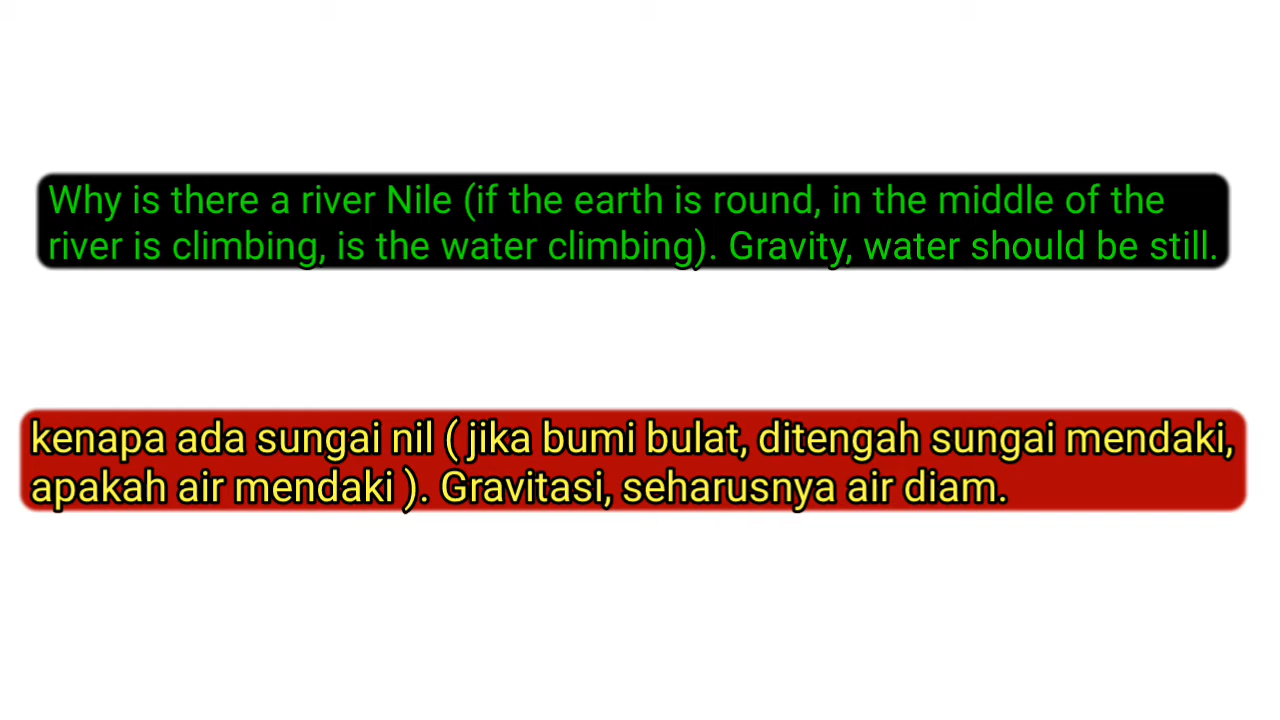 Why is there a river Nile (if the earth is round, in the middle of the
river is climbing, is the water climbing). Gravity, water should be still.
kenapa ada sungai nil ( jika bumi bulat, ditengah sungai mendaki,
apakah air mendaki ). Gravitasi, seharusnya air diam.